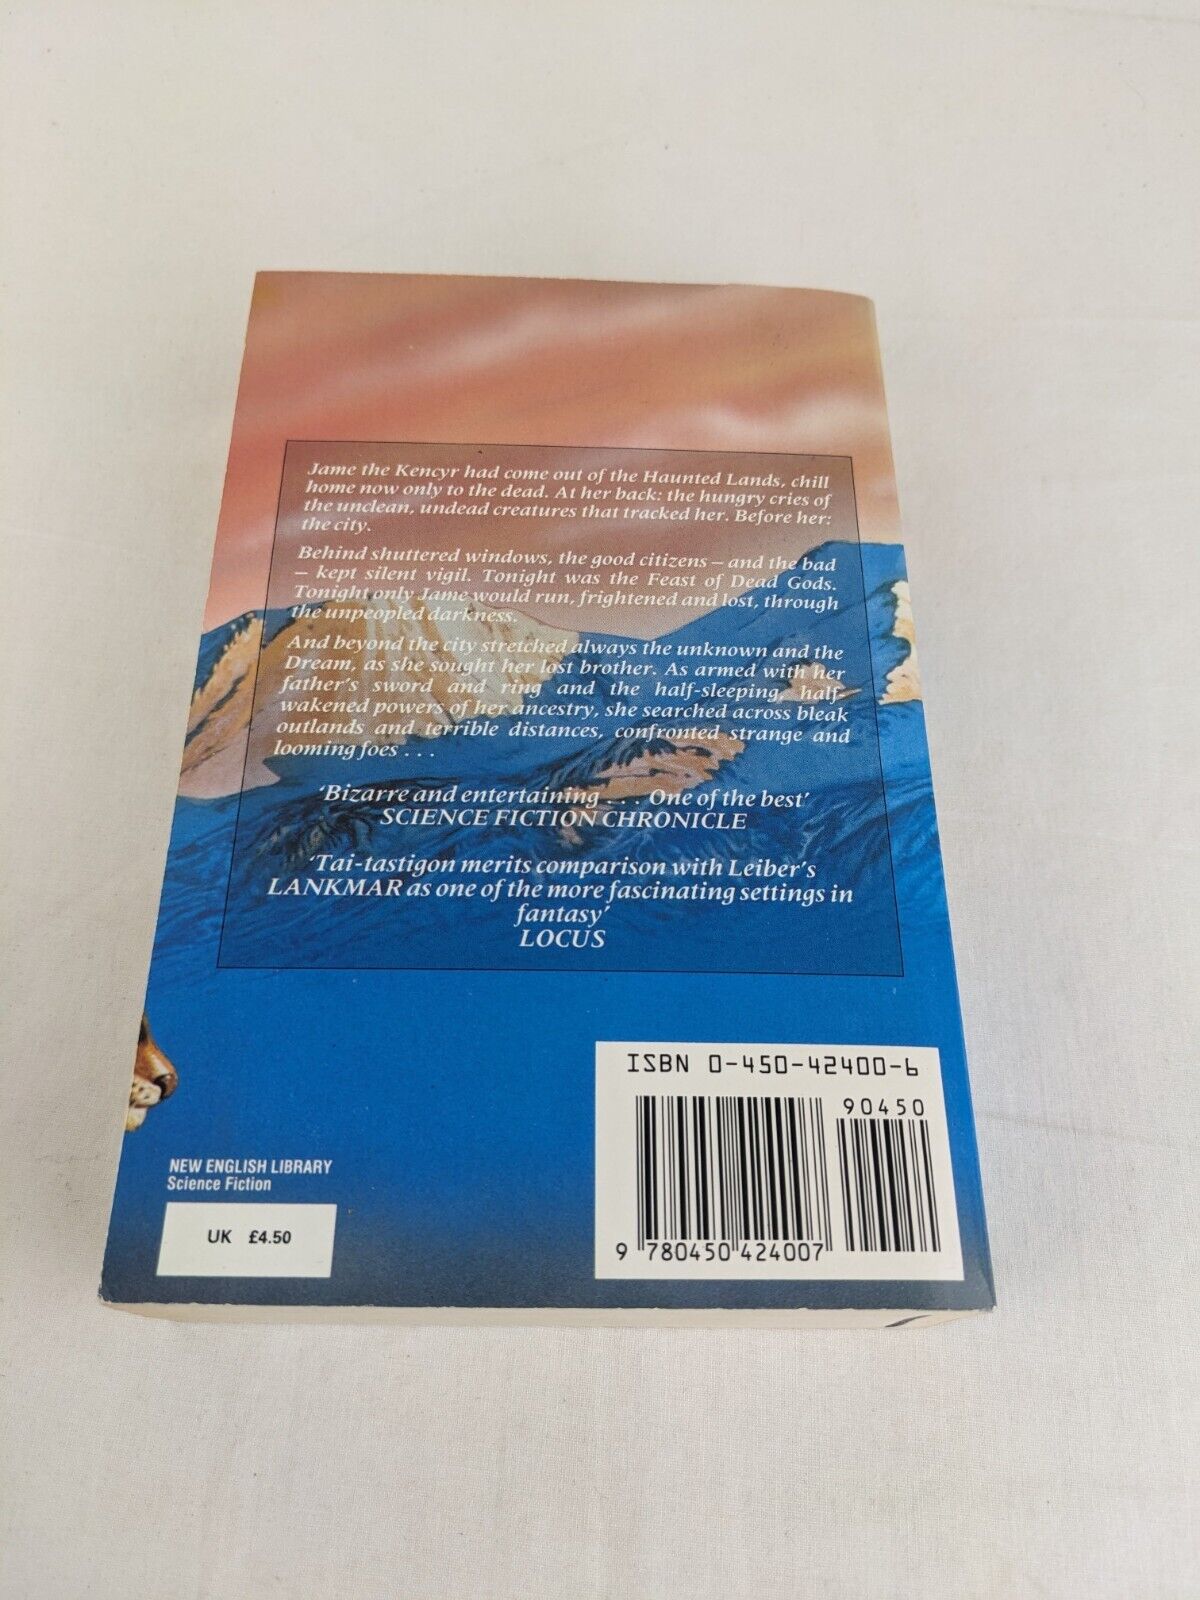 Jame the Kencyr had come out of the Haunted Lands, chill
home now only to the dead. At her back: the hungry cries of
the unclean, undead creatures that tracked her. Before her:
the city.
Behind shuttered windows, the good citizens – and the bad
– kept silent vigil. Tonight was the Feast of Dead Gods.
Tonight only Jame would run, frightened and lost, through
the unpeopled darkness.
And beyond the city stretched always the unknown and the
Dream, as she sought her lost brother. As armed with her
father's sword and ring and the half-sleeping, half-
wakened powers of her ancestry, she searched across bleak
outlands and terrible distances, confronted strange and
looming foes . . .
'Bizarre and entertaining . . . One of the best'
SCIENCE FICTION CHRONICLE
'Tai-tastigon merits comparison with Leiber's
LANKMAR as one of the more fascinating settings in
fantasy'
LOCUS
ISBN 0-450-42400-6
90450
9 780450 424007
NEW ENGLISH LIBRARY
Science Fiction
UK £4.50